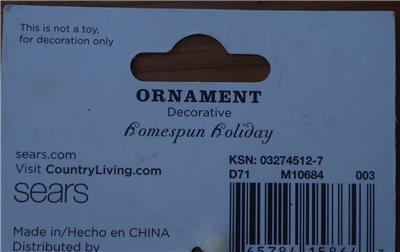 This is not a toy,
for decoration only
ORNAMENT
Decorative
Homespun Holiday
sears.com
Visit CountryLiving.com
sears
KSN: 03274512-7
D71 M10684 003
Made in/Hecho en CHINA
Distributed by